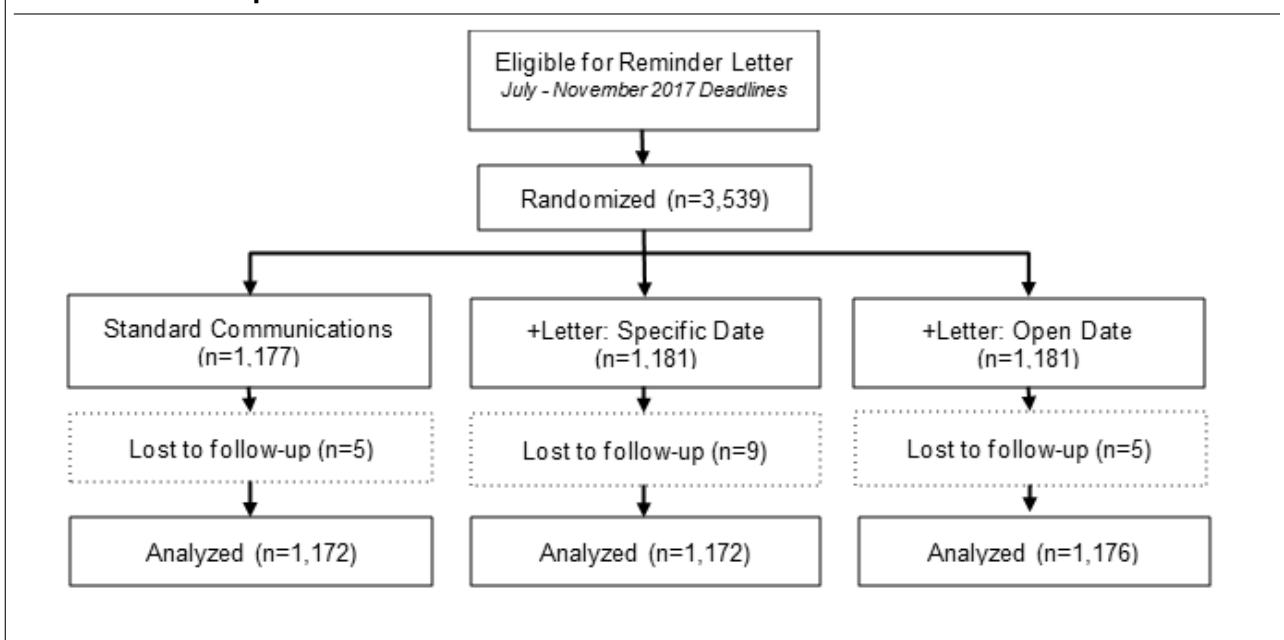 Eligible for Reminder Letter
July - November 2017 Deadlines
Randomized (n=3,539)
Standard Communications
(n=1,177)
+Letter: Specific Date
(n=1,181)
+Letter: Open Date
(n=1,181)
Lost to follow-up (n=5)
Lost to follow-up (n=9)
Lost to follow-up (n=5)
Analyzed (n=1,172)
Analyzed (n=1,172)
Analyzed (n=1,176)